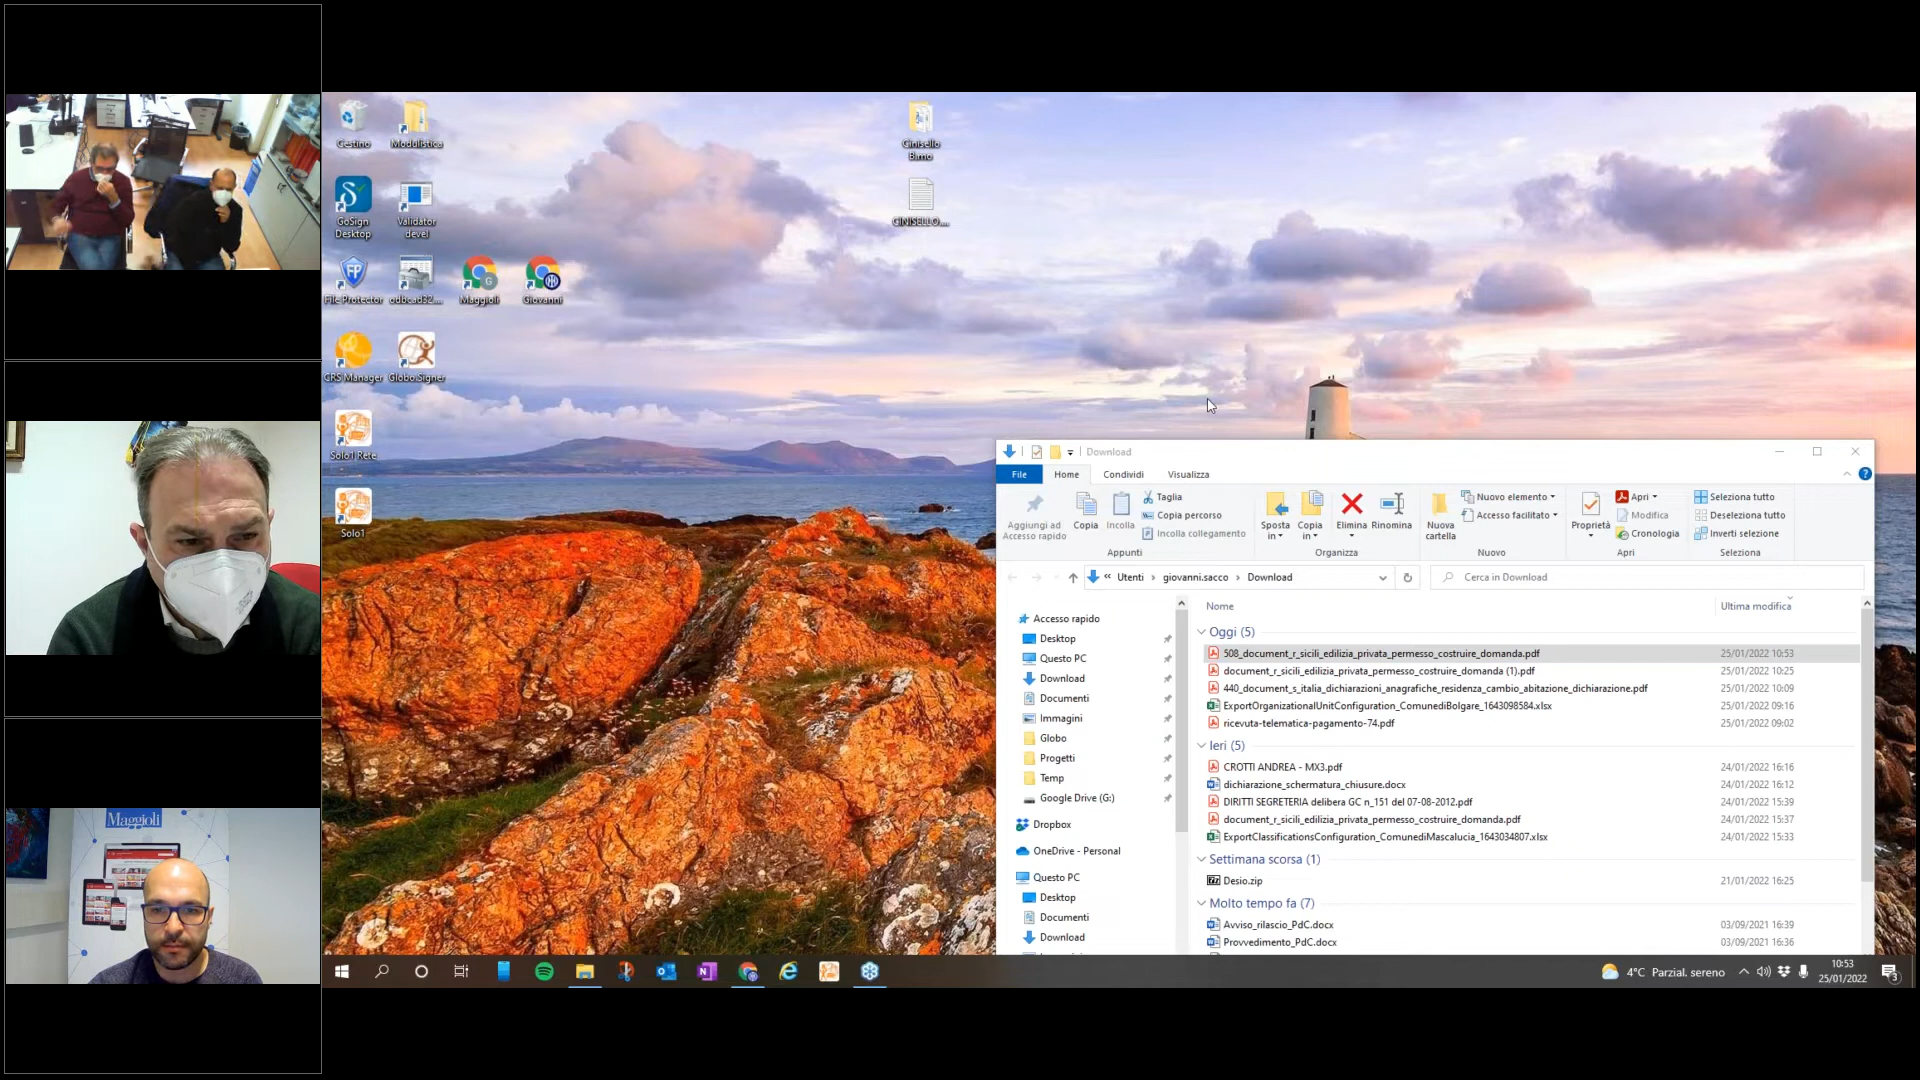 Maggioli
Cestino
Modulistica
Cinisello
Bamo
GoSign
Desktop
Validator
devel
CINISELLO....
File Protector
odbcad32....
Maggioli
Giovanni
CRS Manager
Globo Signer
Solo1 Rete
Solo1
Download
File
Home
Condividi
Visualizza
Aggiungi ad
Accesso rapido
Copia
Incolla
Taglia
Copia percorso
Incolla collegamento
Appunti
Sposta
in
Copia
in
Elimina
Rinomina
Organizza
Nuova
cartella
Nuovo elemento
Accesso facilitato
Nuovo
Proprietà
Apri
Modifica
Cronologia
Apri
Seleziona tutto
Deseleziona tutto
Inverti selezione
Seleziona
« Utenti › giovanni.sacco › Download
Cerca in Download
Accesso rapido
Desktop
Questo PC
Download
Documenti
Immagini
Globo
Progetti
Temp
Google Drive (G:)
Dropbox
OneDrive - Personal
Questo PC
Desktop
Documenti
Download
Nome Ultima modifica
Oggi (5)
508_document_r_sicili_edilizia_privata_permesso_costruire_domanda.pdf 25/01/2022 10:53
document_r_sicili_edilizia_privata_permesso_costruire_domanda (1).pdf 25/01/2022 10:25
440_document_s_italia_dichiarazioni_anagrafiche_residenza_cambio_abitazione_dichiarazione.pdf 25/01/2022 10:09
ExportOrganizationalUnitConfiguration_ComunediBolgare_1643098584.xlsx 25/01/2022 09:16
ricevuta-telematica-pagamento-74.pdf 25/01/2022 09:02
Ieri (5)
CROTTI ANDREA - MX3.pdf 24/01/2022 16:16
dichiarazione_schermatura_chiusure.docx 24/01/2022 16:12
DIRITTI SEGRETERIA delibera GC n_151 del 07-08-2012.pdf 24/01/2022 15:39
document_r_sicili_edilizia_privata_permesso_costruire_domanda.pdf 24/01/2022 15:37
ExportClassificationsConfiguration_ComunediMascalucia_1643034807.xlsx 24/01/2022 15:33
Settimana scorsa (1)
Desio.zip 21/01/2022 16:25
Molto tempo fa (7)
Avviso_rilascio_PdC.docx 03/09/2021 16:39
Provvedimento_PdC.docx 03/09/2021 16:36
4°C Parzial. sereno
10:53
25/01/2022
3